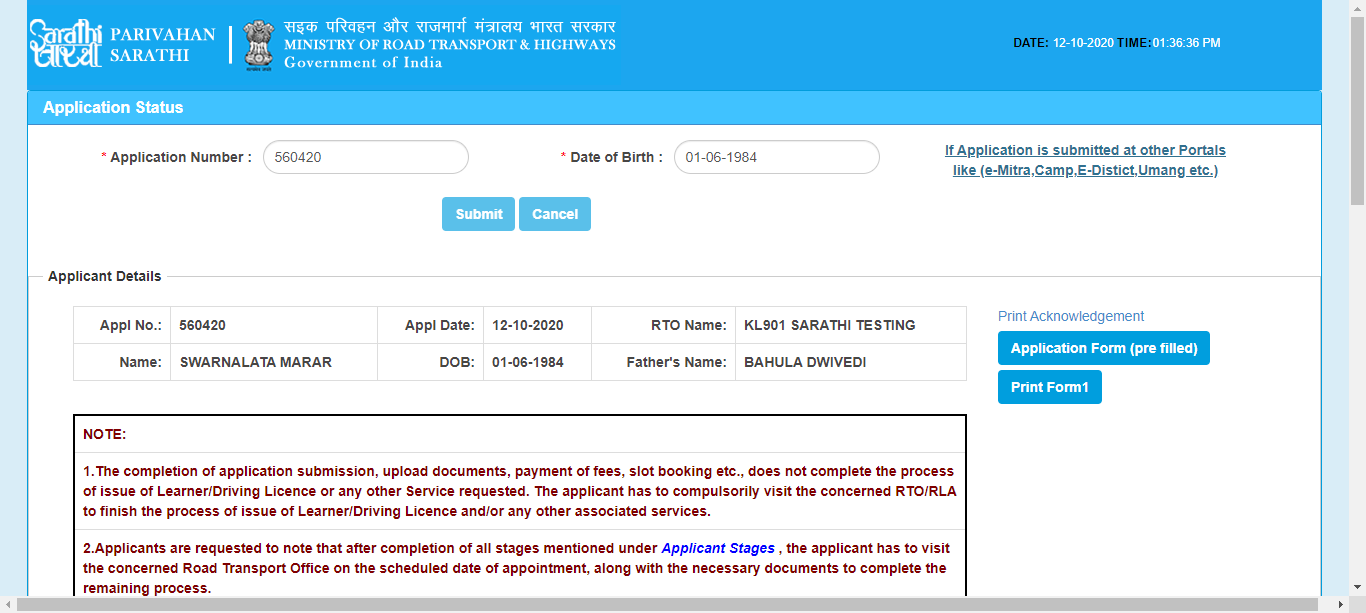 Sarathi
सारथी
PARIVAHAN
SARATHI
सड़क परिवहन और राजमार्ग मंत्रालय भारत सरकार
MINISTRY OF ROAD TRANSPORT & HIGHWAYS
Government of India
DATE: 12-10-2020 TIME:01:36:36 PM
Application Status
* Application Number : 560420 * Date of Birth : 01-06-1984
If Application is submitted at other Portals
like (e-Mitra,Camp,E-Distict,Umang etc.)
Submit Cancel
Applicant Details
Appl No.: 560420 Appl Date: 12-10-2020 RTO Name: KL901 SARATHI TESTING
Name: SWARNALATA MARAR DOB: 01-06-1984 Father's Name: BAHULA DWIVEDI
Print Acknowledgement
Application Form (pre filled)
Print Form1
NOTE:
1.The completion of application submission, upload documents, payment of fees, slot booking etc., does not complete the process
of issue of Learner/Driving Licence or any other Service requested. The applicant has to compulsorily visit the concerned RTO/RLA
to finish the process of issue of Learner/Driving Licence and/or any other associated services.
2.Applicants are requested to note that after completion of all stages mentioned under Applicant Stages , the applicant has to visit
the concerned Road Transport Office on the scheduled date of appointment, along with the necessary documents to complete the
remaining process.